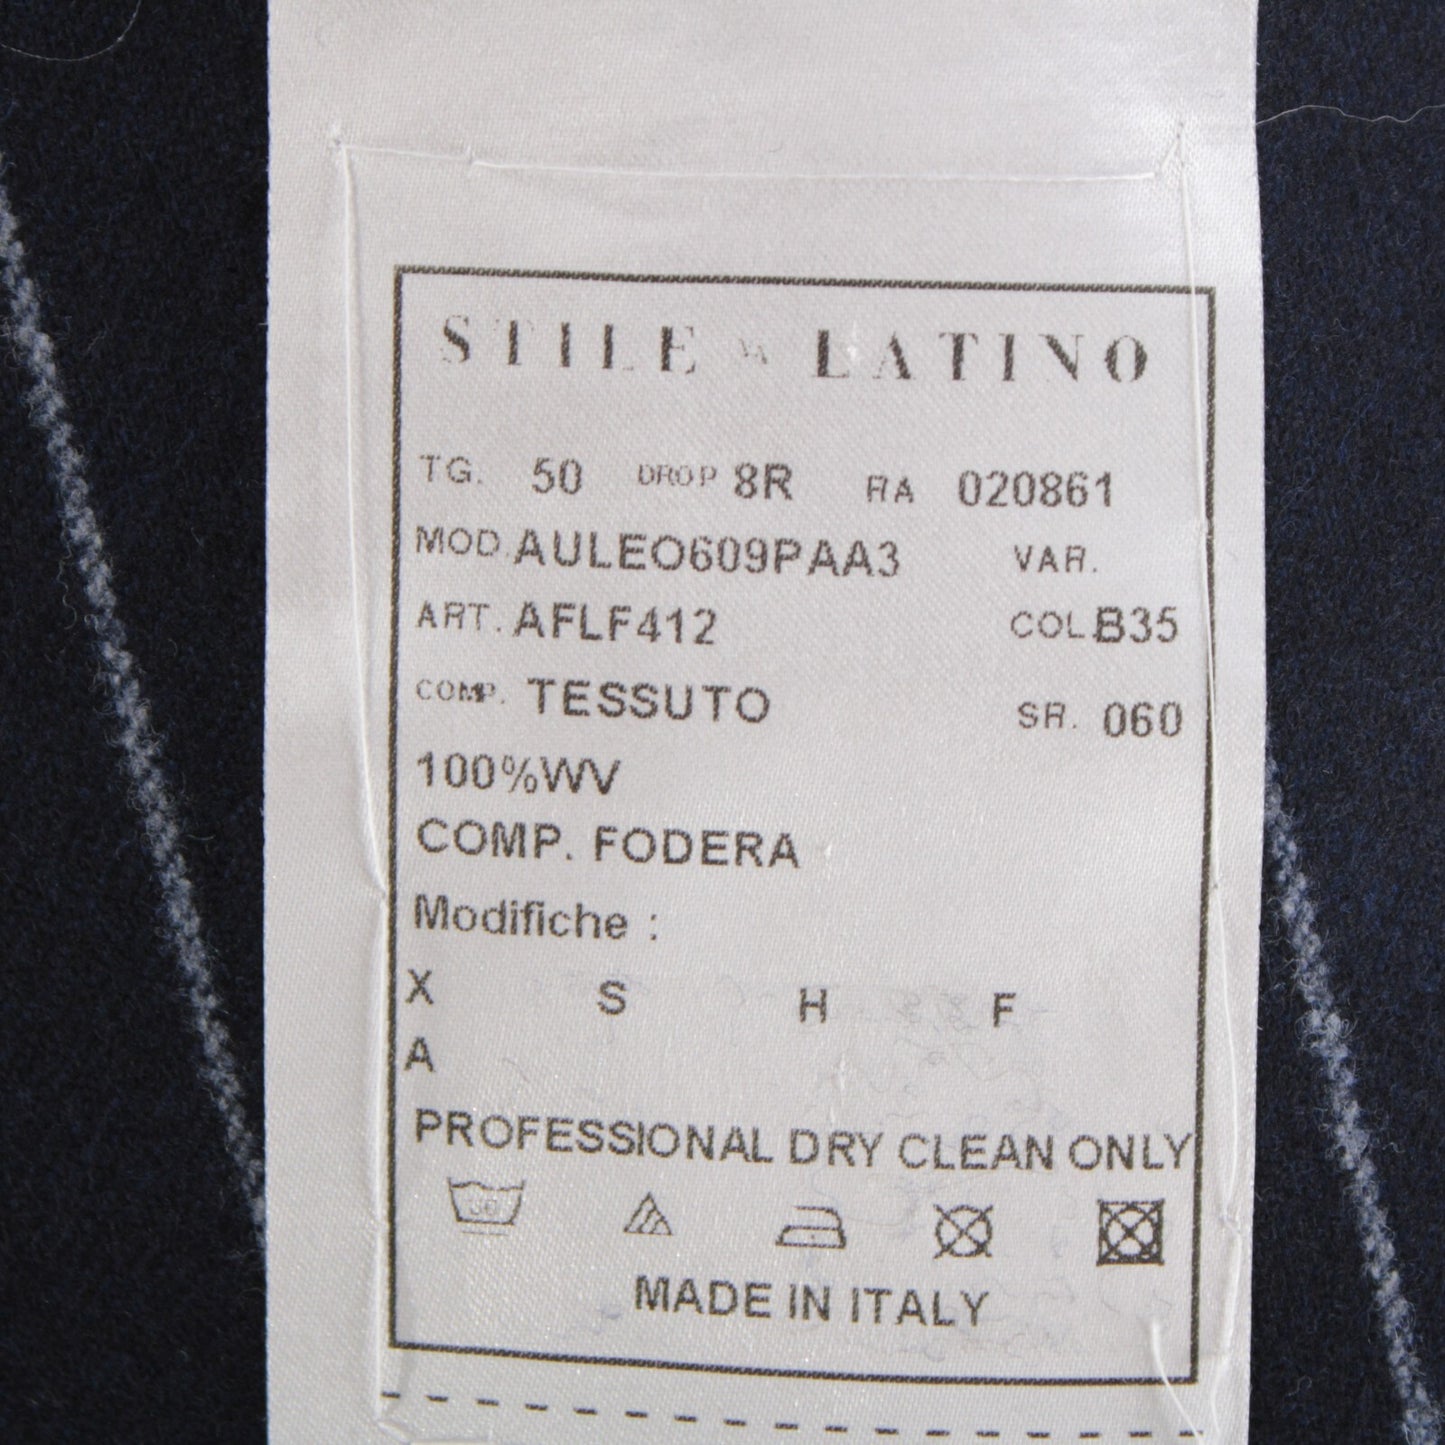 STILE LATINO
TG. 50 DROP 8R RA 020861
MOD. AULEO609PAA3 VAR.
ART. AFLF412 COL. B35
COMP. TESSUTO SR. 060
100%WV
COMP. FODERA
Modifiche :
X S H F
A
PROFESSIONAL DRY CLEAN ONLY
30
MADE IN ITALY